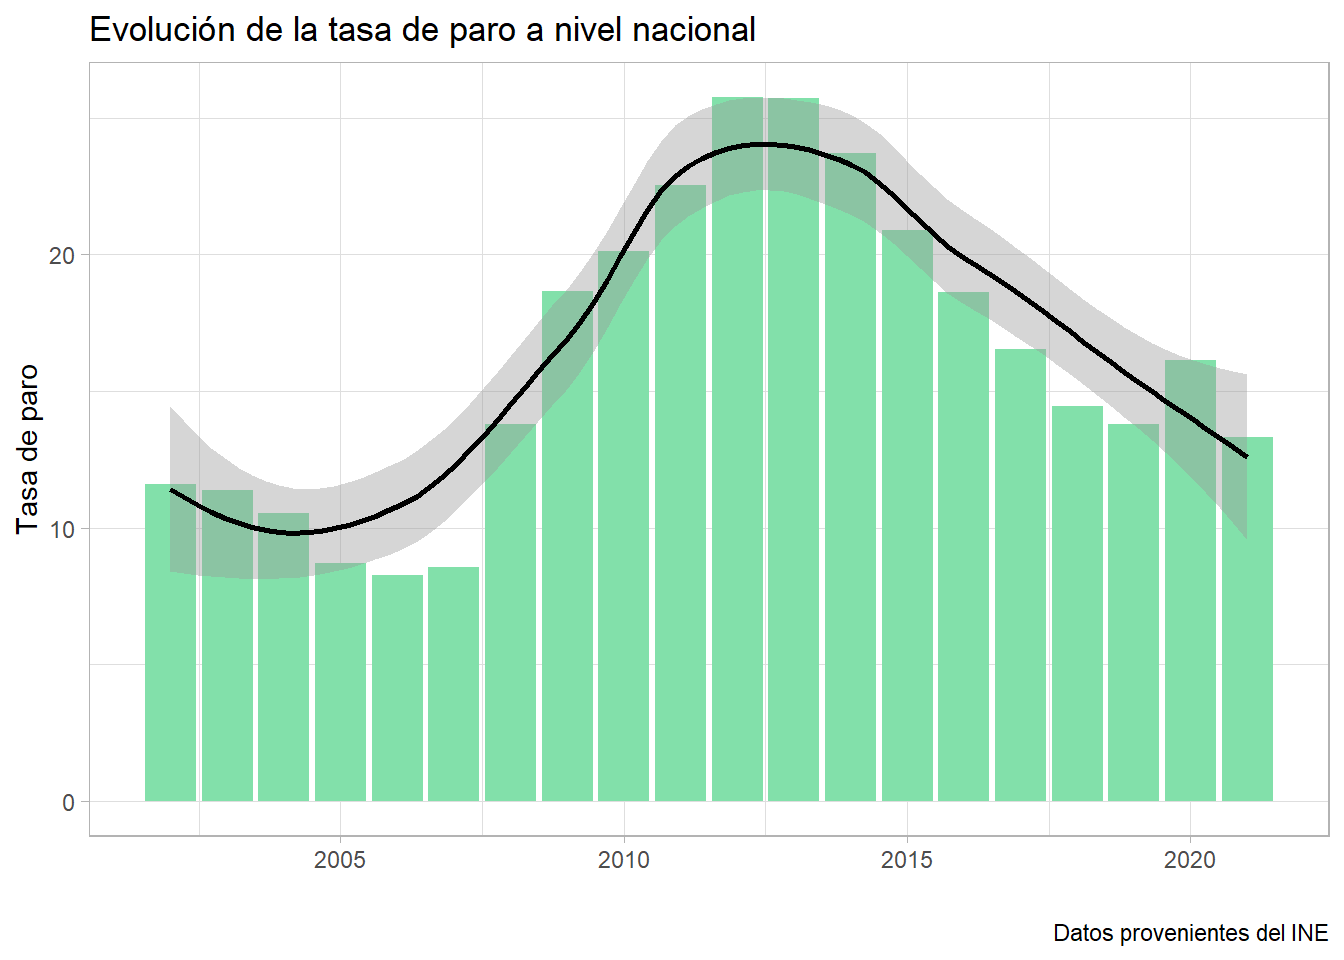 Evolución de la tasa de paro a nivel nacional
Tasa de paro
20
10
0
2005 2010 2015 2020
Datos provenientes del INE